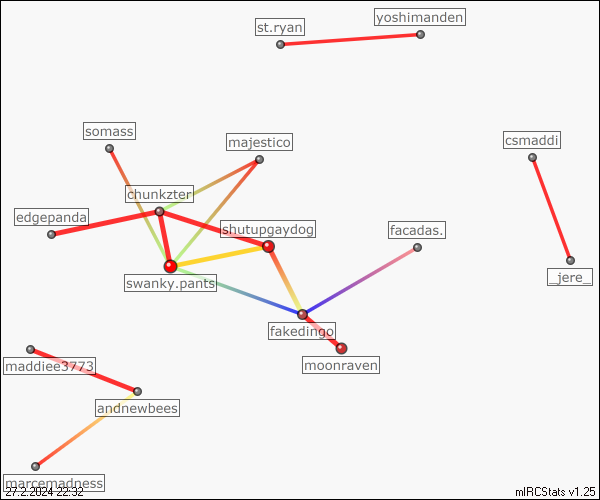 yoshimanden
st.ryan
somass
majestico
csmaddi
chunkzter
edgepanda
shutupgaydog
facadas.
swanky.pants
_jere_
fakedingo
maddiee3773
moonraven
andnewbees
marcemadness
27.2.2024 22:32
mIRCStats v1.25